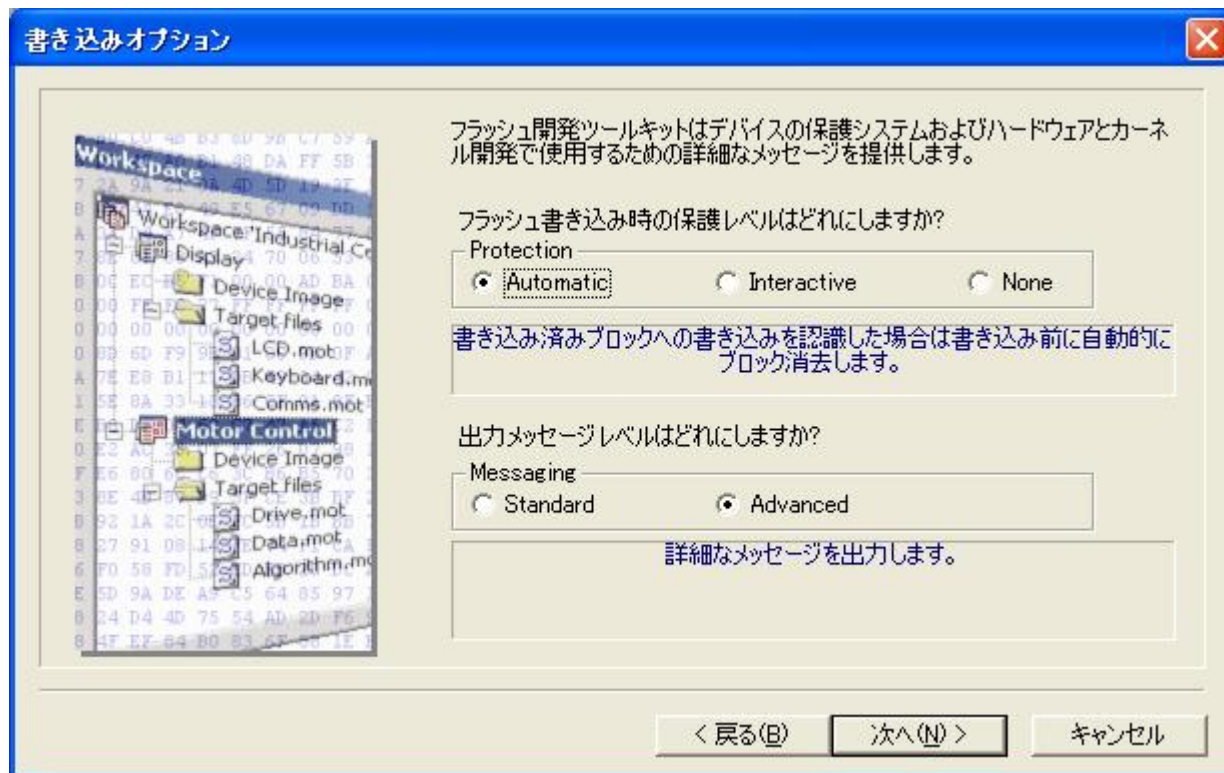 書き込みオプション
フラッシュ開発ツールキットはデバイスの保護システムおよびハードウェアとカーネ
ル開発で使用するための詳細なメッセージを提供します。
フラッシュ書き込み時の保護レベルはどれにしますか?
Protection
Automatic Interactive None
書き込み済みブロックへの書き込みを認識した場合は書き込み前に自動的に
ブロック消去します。
出力メッセージレベルはどれにしますか?
Messaging
Standard Advanced
詳細なメッセージを出力します。
Workspace
Workspace "Industrial Co
Display
Device Image
Target files
LCD.mot
Keyboard.mo
Comms.mot
Motor Control
Device Image
Target files
Drive.mot
Data.mot
Algorithm.mo
< 戻る(B) 次へ(N) > キャンセル